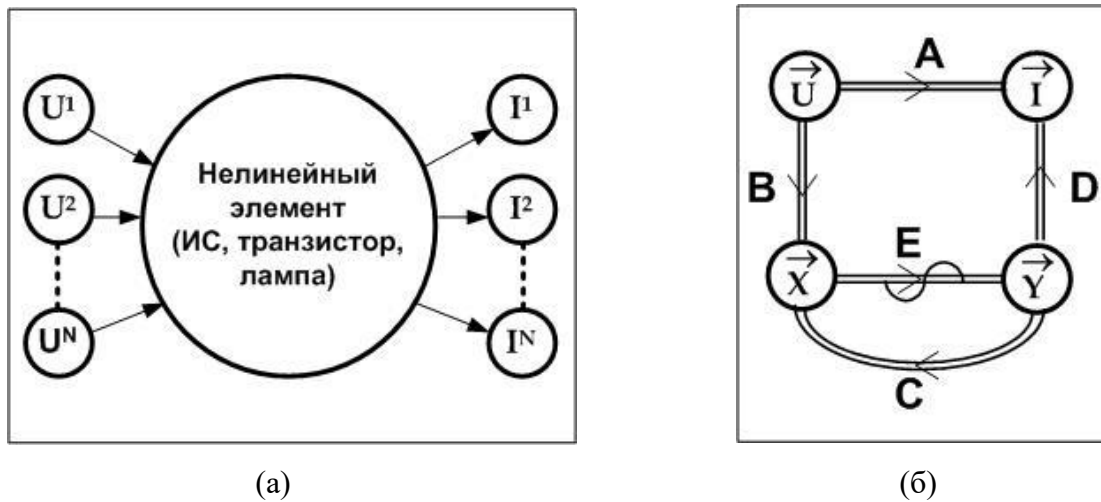 U1
U2
UN
Нелинейный
элемент
(ИС, транзистор,
лампа)
I1
I2
IN
(а)
A
U
I
B
D
E
X
Y
C
(б)